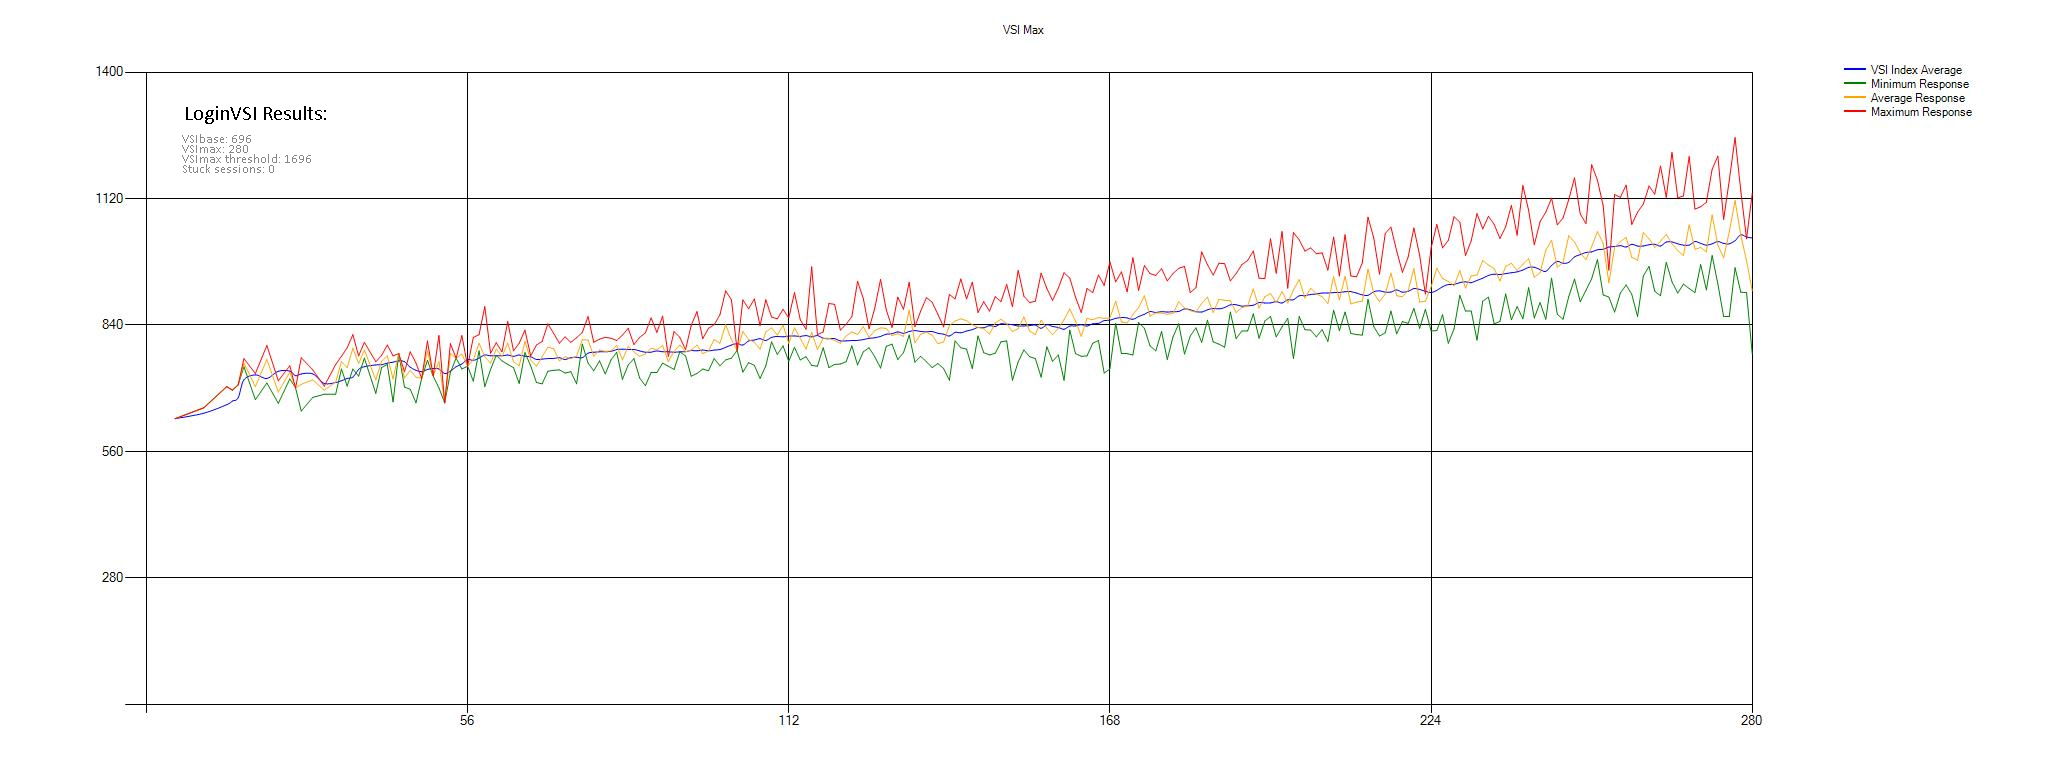 VSI Max
1400
1120
840
560
280
LoginVSI Results:
VSIbase: 696
VSImax: 280
VSImax threshold: 1696
Stuck sessions: 0
VSI Index Average
Minimum Response
Average Response
Maximum Response
56
112
168
224
280